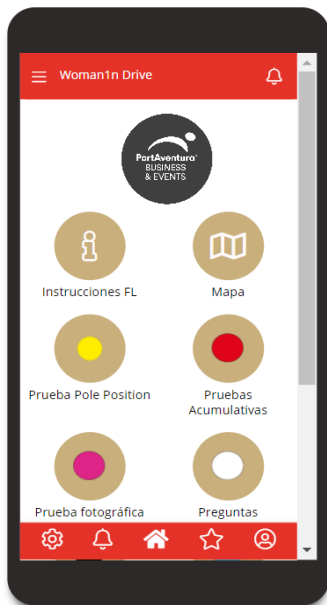 Woman1n Drive
PortAventura
BUSINESS
& EVENTS
Instrucciones FL
Mapa
Prueba Pole Position
Pruebas
Acumulativas
Prueba fotográfica
Preguntas